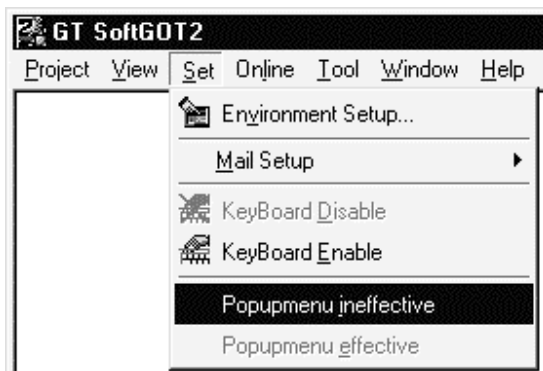 GT SoftGOT2
Project View Set Online Tool Window Help
Environment Setup...
Mail Setup
KeyBoard Disable
KeyBoard Enable
Popupmenu ineffective
Popupmenu effective